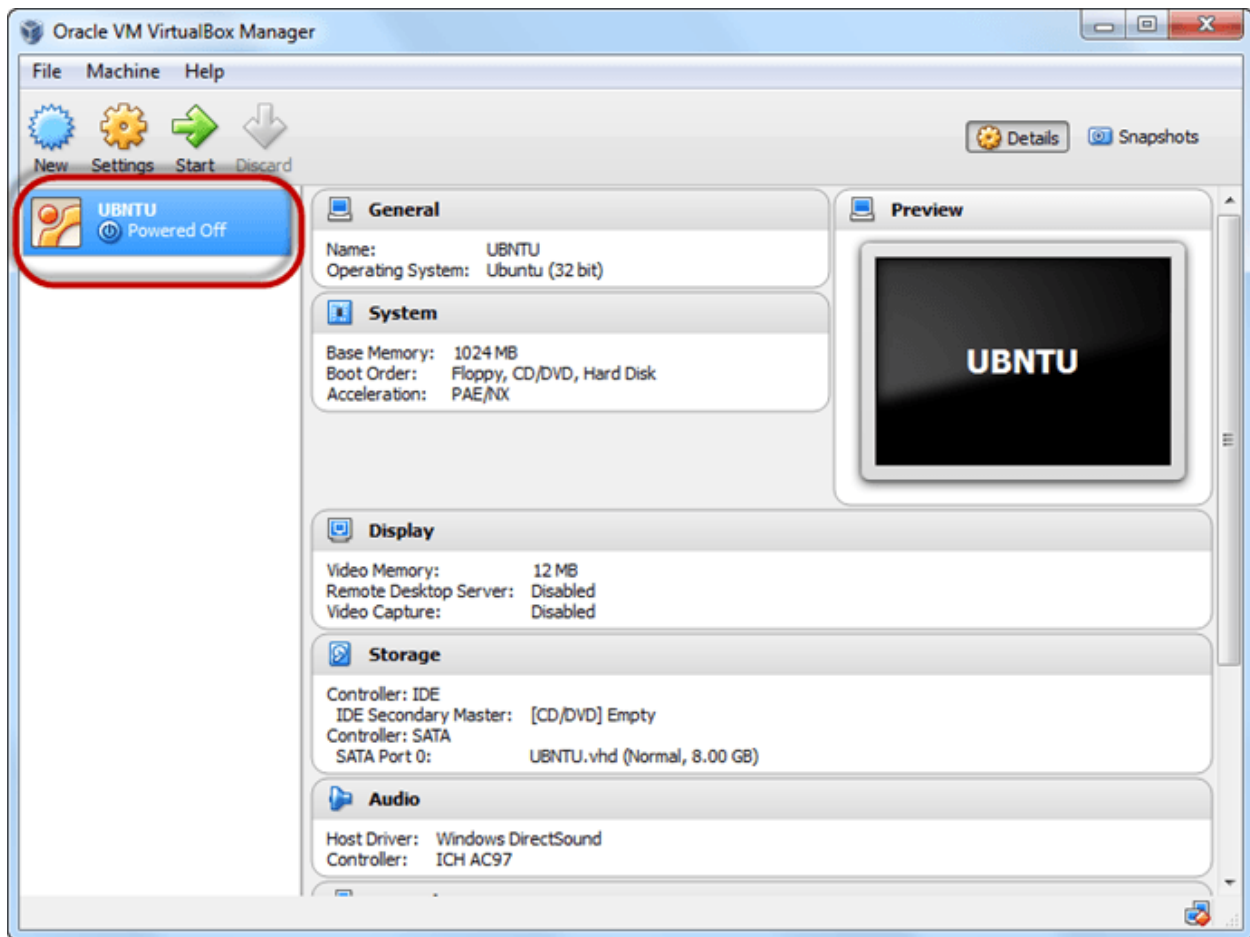 Oracle VM VirtualBox Manager
File Machine Help
New Settings Start Discard
Details Snapshots
UBNTU
Powered Off
General
Name: UBNTU
Operating System: Ubuntu (32 bit)
System
Base Memory: 1024 MB
Boot Order: Floppy, CD/DVD, Hard Disk
Acceleration: PAE/NX
Preview
UBNTU
Display
Video Memory: 12 MB
Remote Desktop Server: Disabled
Video Capture: Disabled
Storage
Controller: IDE
IDE Secondary Master: [CD/DVD] Empty
Controller: SATA
SATA Port 0: UBNTU.vhd (Normal, 8.00 GB)
Audio
Host Driver: Windows DirectSound
Controller: ICH AC97